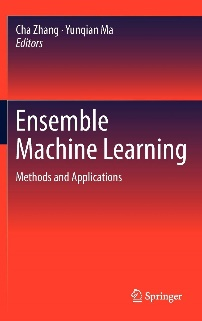 Cha Zhang · Yunqian Ma
Editors
Ensemble
Machine Learning
Methods and Applications
Springer